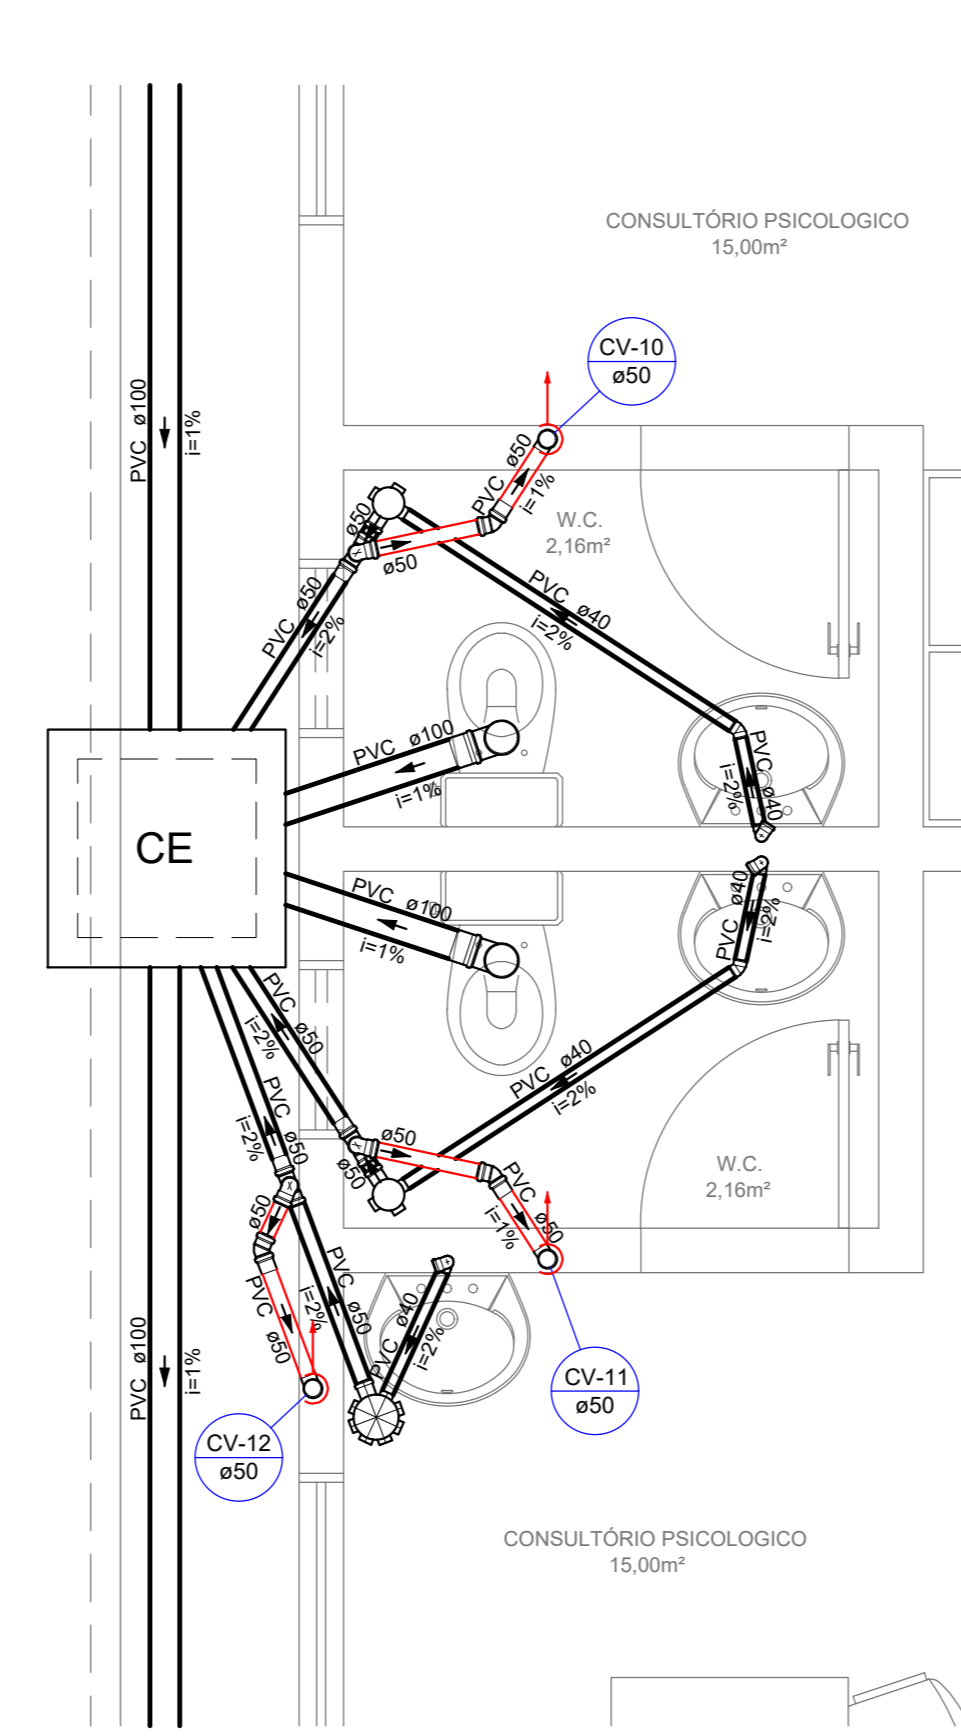 CONSULTÓRIO PSICOLOGICO
15,00m²
CV-10
ø50
PVC ø100
i=1%
PVC ø50
i=1%
ø50
ø50
W.C.
2,16m²
PVC ø50
i=2%
PVC ø40
i=2%
PVC ø100
i=1%
PVC ø40
i=2%
CE
PVC ø100
i=1%
PVC ø40
i=2%
PVC ø50
i=2%
PVC ø40
i=2%
PVC ø50
i=2%
ø50
ø50
W.C.
2,16m²
PVC ø50
i=1%
ø50
PVC ø50
PVC ø50
i=2%
PVC ø40
i=2%
PVC ø100
i=1%
CV-11
ø50
CV-12
ø50
CONSULTÓRIO PSICOLOGICO
15,00m²